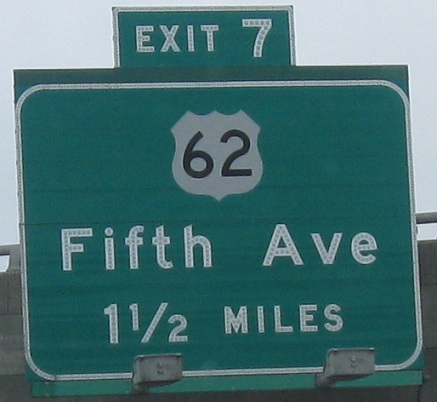 EXIT 7
62
Fifth Ave
1 1/2 MILES